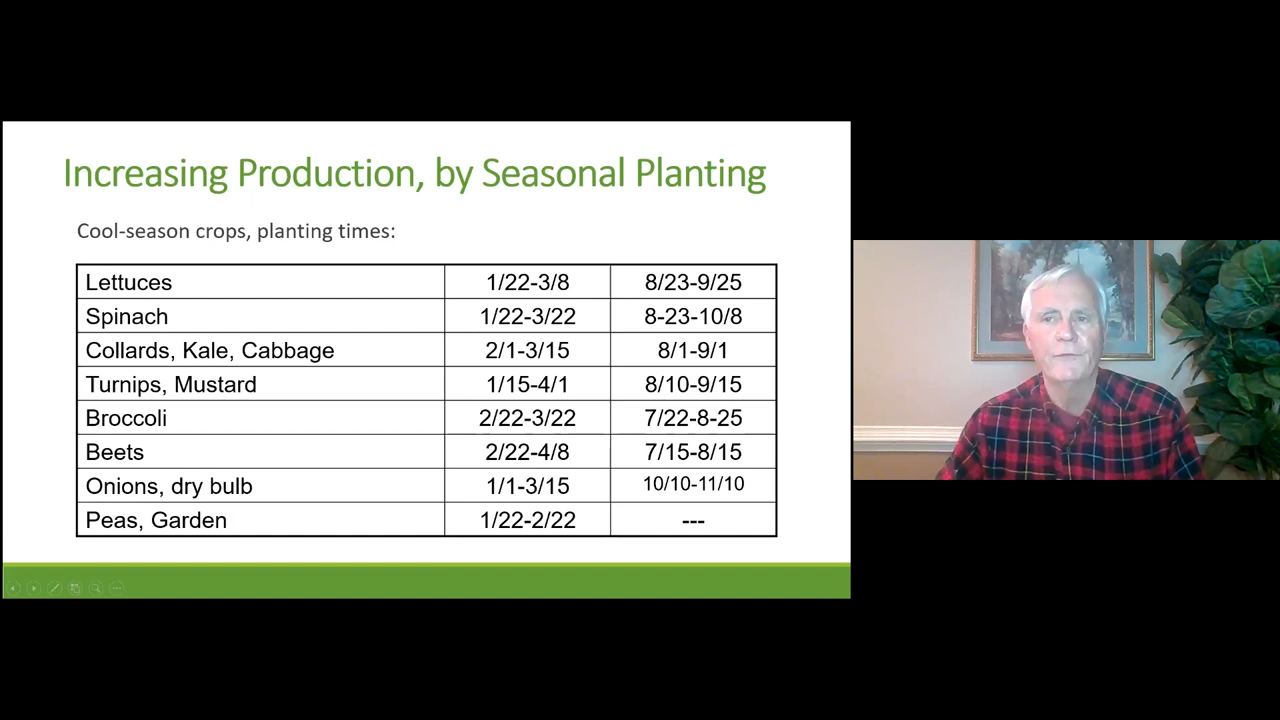 Increasing Production, by Seasonal Planting
Cool-season crops, planting times:
Lettuces 1/22-3/8 8/23-9/25
Spinach 1/22-3/22 8-23-10/8
Collards, Kale, Cabbage 2/1-3/15 8/1-9/1
Turnips, Mustard 1/15-4/1 8/10-9/15
Broccoli 2/22-3/22 7/22-8-25
Beets 2/22-4/8 7/15-8/15
Onions, dry bulb 1/1-3/15 10/10-11/10
Peas, Garden 1/22-2/22 ---